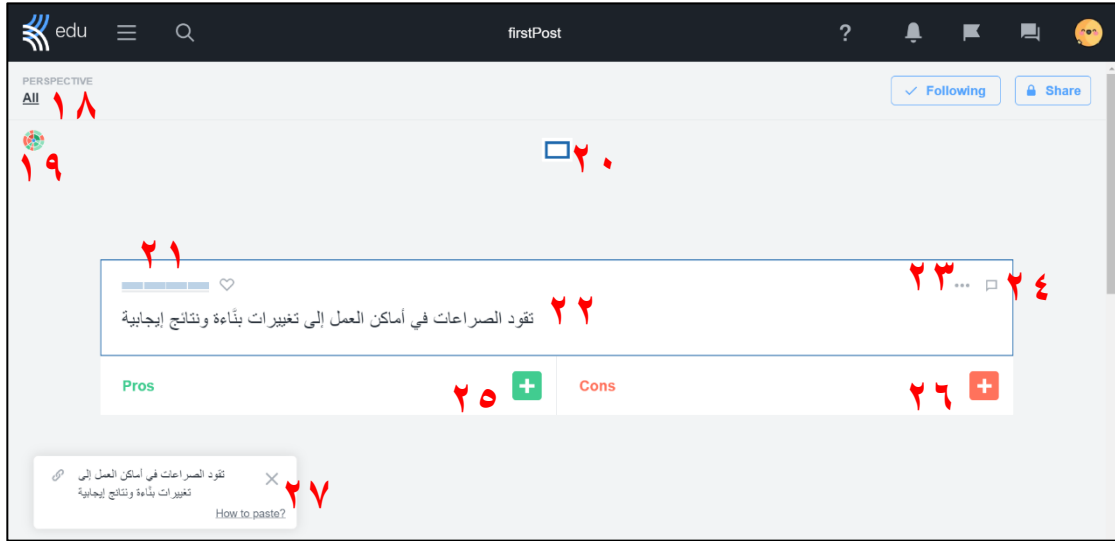 edu firstPost ?
PERSPECTIVE
All ١٨ Following Share
١٩ ٢٠
٢١
٢٣ ٢٤
تقود الصراعات في أماكن العمل إلى تغييرات بنَّاءة ونتائج إيجابية ٢٢
Pros ٢٥ Cons ٢٦
تقود الصراعات في أماكن العمل إلى
تغييرات بنَّاءة ونتائج إيجابية
٢٧
How to paste?